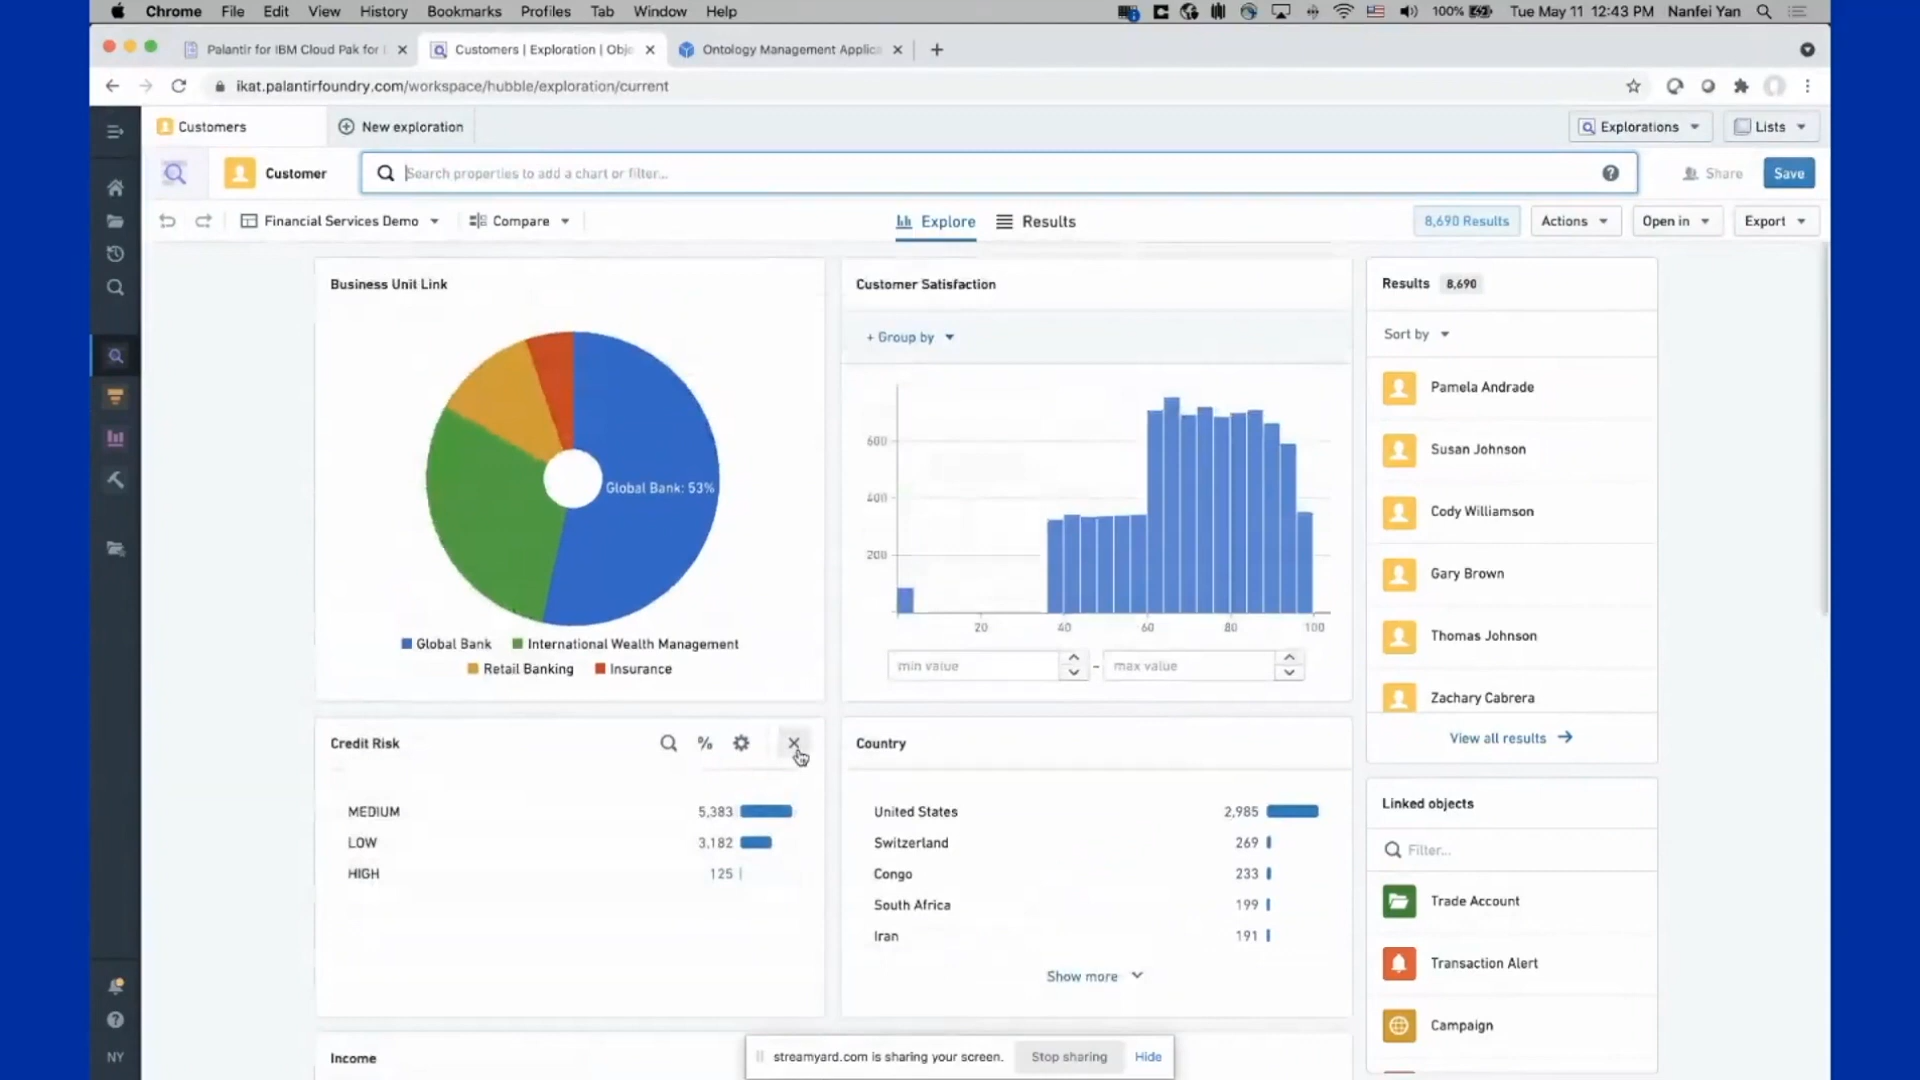 Chrome File Edit View History Bookmarks Profiles Tab Window Help 100% Tue May 11 12:43 PM Nanfei Yan
Palantir for IBM Cloud Pak for Customers | Exploration | Obje Ontology Management Applica
ikat.palantirfoundry.com/workspace/hubble/exploration/current
Customers New exploration Explorations Lists
Customer Search properties to add a chart or filter... Share Save
Financial Services Demo Compare Explore Results 8,690 Results Actions Open in Export
Business Unit Link
Global Bank: 53%
Global Bank International Wealth Management
Retail Banking Insurance
Customer Satisfaction
+ Group by
600
400
200
20 40 60 80 100
min value - max value
Results 8,690
Sort by
Pamela Andrade
Susan Johnson
Cody Williamson
Gary Brown
Thomas Johnson
Zachary Cabrera
View all results
Credit Risk %
MEDIUM 5,383
LOW 3,182
HIGH 125
Country
United States 2,985
Switzerland 269
Congo 233
South Africa 199
Iran 191
Show more
Linked objects
Filter...
Trade Account
Transaction Alert
Campaign
Income
NY
streamyard.com is sharing your screen. Stop sharing Hide